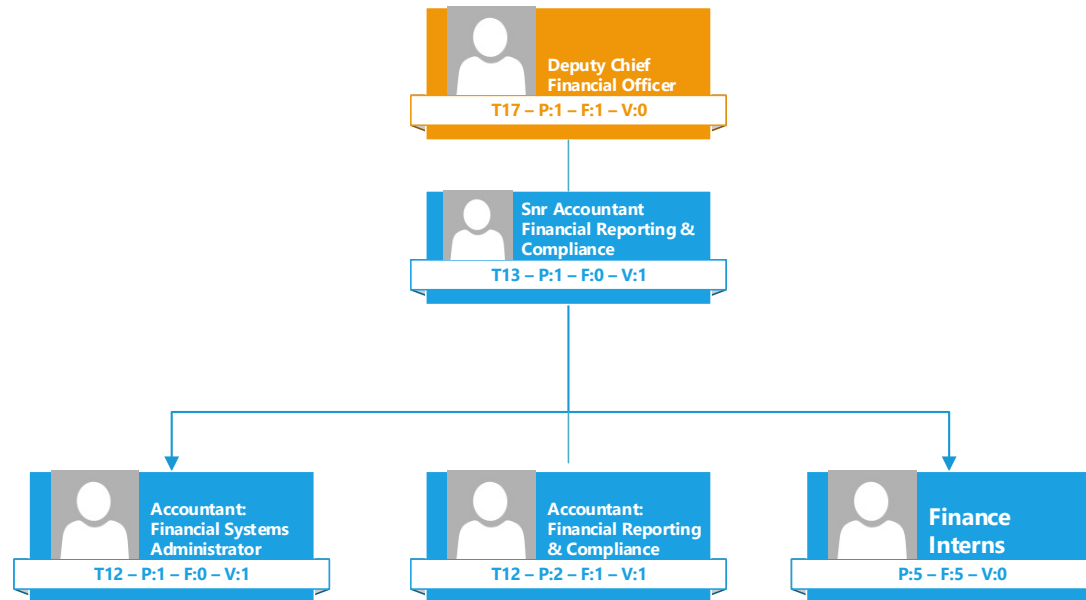 Deputy Chief
Financial Officer
T17 – P:1 – F:1 – V:0
Snr Accountant
Financial Reporting &
Compliance
T13 – P:1 – F:0 – V:1
Accountant:
Financial Systems
Administrator
T12 – P:1 – F:0 – V:1
Accountant:
Financial Reporting
& Compliance
T12 – P:2 – F:1 – V:1
Finance
Interns
P:5 – F:5 – V:0